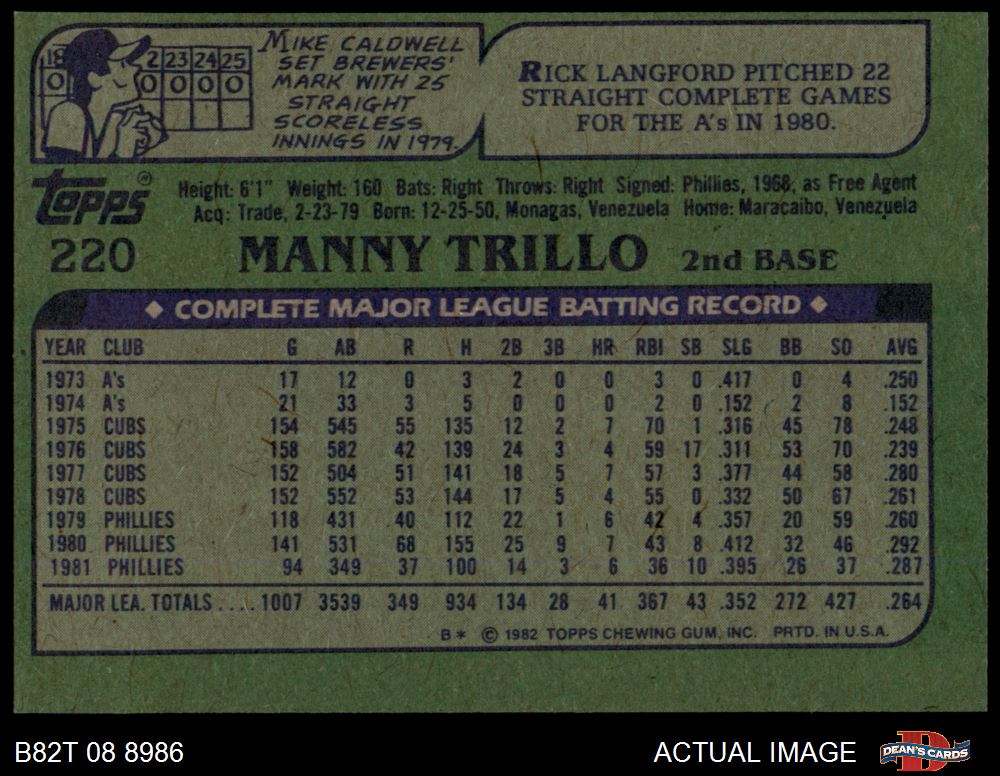 18 2 23 24 25
0 0 0 0 0
MIKE CALDWELL
SET BREWERS'
MARK WITH 25
STRAIGHT
SCORELESS
INNINGS IN 1979.
RICK LANGFORD PITCHED 22
STRAIGHT COMPLETE GAMES
FOR THE A's IN 1980.
Topps®
Height: 6'1" Weight: 160 Bats: Right Throws: Right Signed: Phillies, 1968, as Free Agent
Acq: Trade, 2-23-79 Born: 12-25-50, Monagas, Venezuela Home: Maracaibo, Venezuela
220 MANNY TRILLO 2nd BASE
◆ COMPLETE MAJOR LEAGUE BATTING RECORD ◆
YEAR CLUB G AB R H 2B 3B HR RBI SB SLG BB SO AVG
1973 A's 17 12 0 3 2 0 0 3 0 .417 0 4 .250
1974 A's 21 33 3 5 0 0 0 2 0 .152 2 8 .152
1975 CUBS 154 545 55 135 12 2 7 70 1 .316 45 78 .248
1976 CUBS 158 582 42 139 24 3 4 59 17 .311 53 70 .239
1977 CUBS 152 504 51 141 18 5 7 57 3 .377 44 58 .280
1978 CUBS 152 552 53 144 17 5 4 55 0 .332 50 67 .261
1979 PHILLIES 118 431 40 112 22 1 6 42 4 .357 20 59 .260
1980 PHILLIES 141 531 68 155 25 9 7 43 8 .412 32 46 .292
1981 PHILLIES 94 349 37 100 14 3 6 36 10 .395 26 37 .287
MAJOR LEA. TOTALS .... 1007 3539 349 934 134 28 41 367 43 .352 272 427 .264
B* © 1982 TOPPS CHEWING GUM, INC. PRTD. IN U.S.A.
B82T 08 8986 ACTUAL IMAGE DEAN'S CARDS